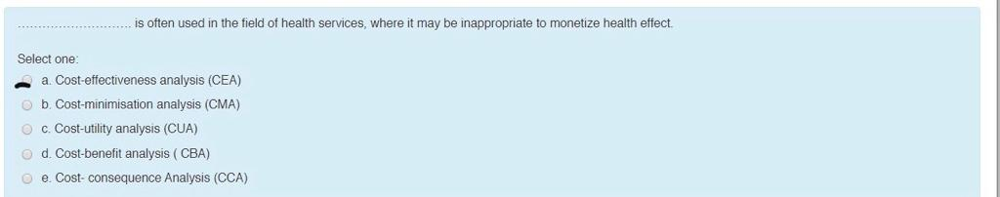 ............................ is often used in the field of health services, where it may be inappropriate to monetize health effect.
Select one:
a. Cost-effectiveness analysis (CEA)
b. Cost-minimisation analysis (CMA)
c. Cost-utility analysis (CUA)
d. Cost-benefit analysis ( CBA)
e. Cost- consequence Analysis (CCA)